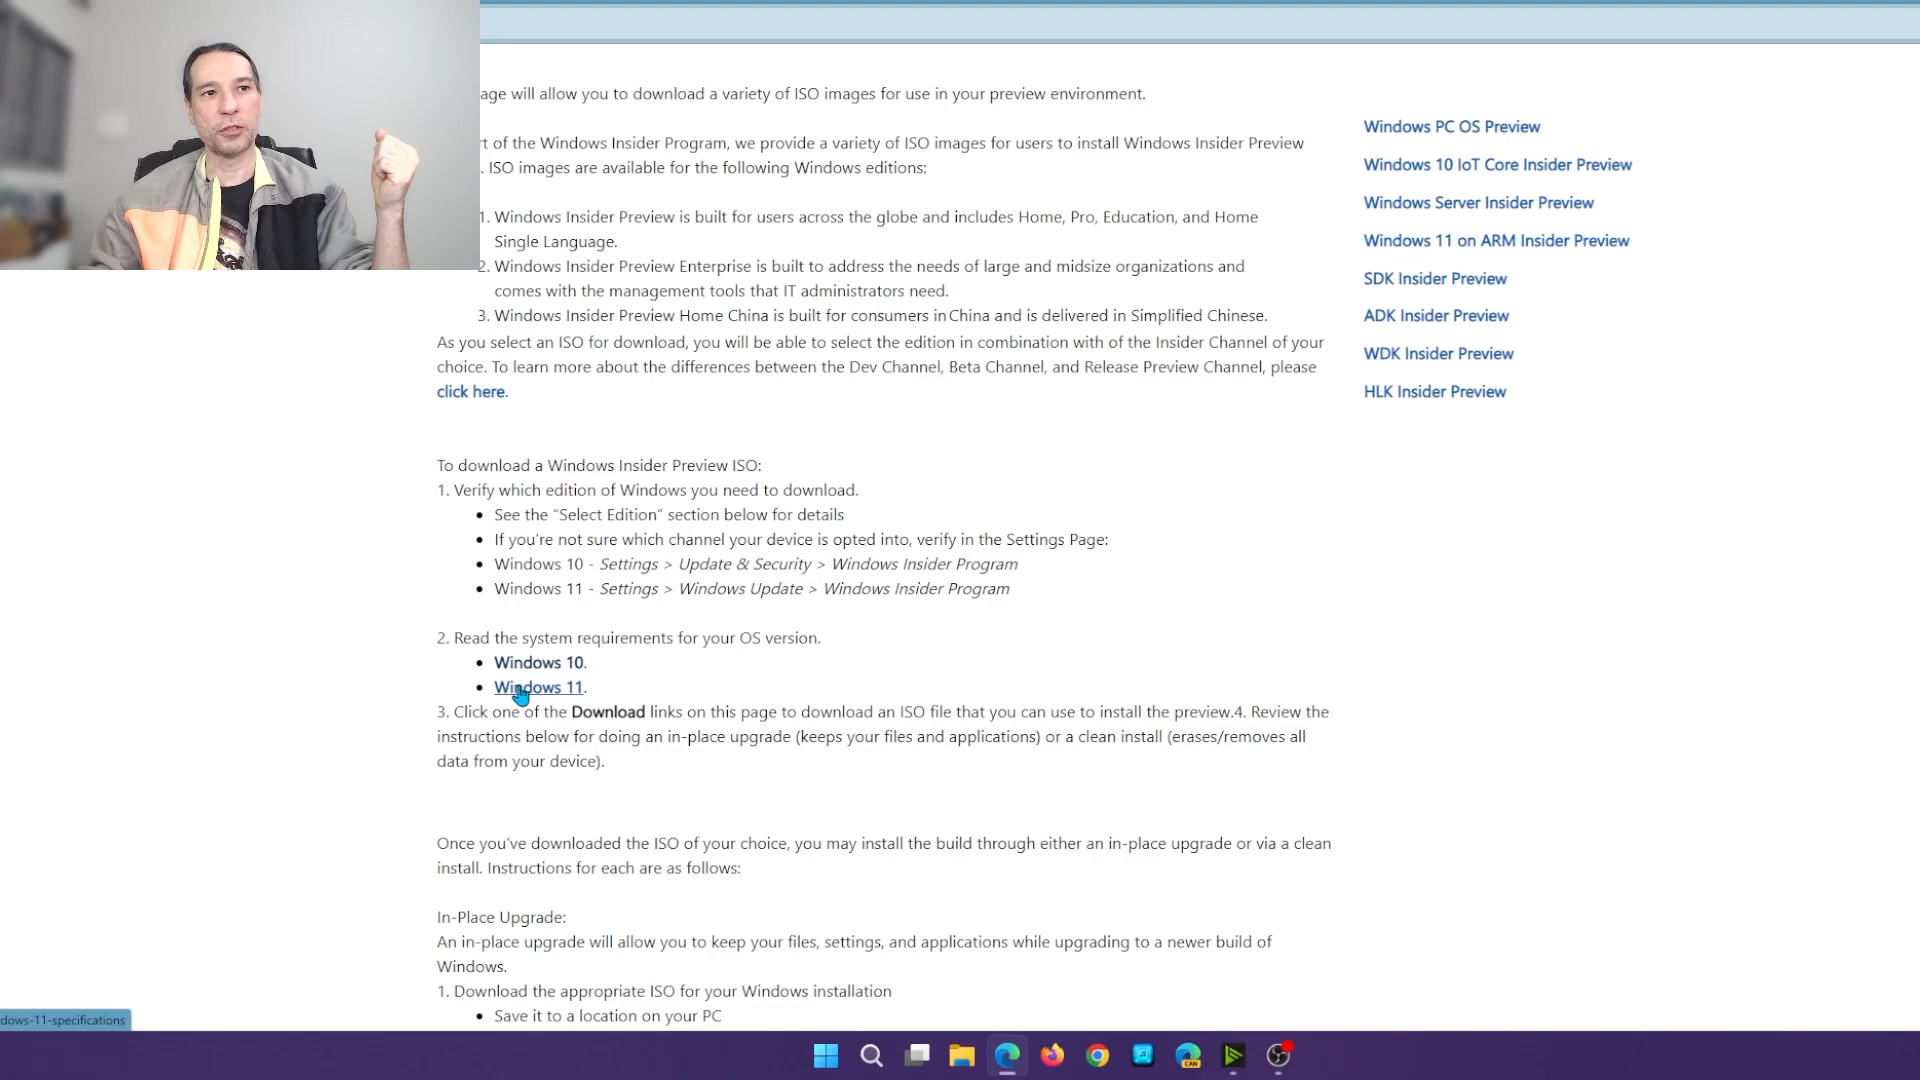 age will allow you to download a variety of ISO images for use in your preview environment.
rt of the Windows Insider Program, we provide a variety of ISO images for users to install Windows Insider Preview
. ISO images are available for the following Windows editions:
1. Windows Insider Preview is built for users across the globe and includes Home, Pro, Education, and Home
Single Language.
2. Windows Insider Preview Enterprise is built to address the needs of large and midsize organizations and
comes with the management tools that IT administrators need.
3. Windows Insider Preview Home China is built for consumers in China and is delivered in Simplified Chinese.
As you select an ISO for download, you will be able to select the edition in combination with of the Insider Channel of your
choice. To learn more about the differences between the Dev Channel, Beta Channel, and Release Preview Channel, please
click here.
To download a Windows Insider Preview ISO:
1. Verify which edition of Windows you need to download.
• See the “Select Edition” section below for details
• If you’re not sure which channel your device is opted into, verify in the Settings Page:
• Windows 10 - Settings > Update & Security > Windows Insider Program
• Windows 11 - Settings > Windows Update > Windows Insider Program
2. Read the system requirements for your OS version.
• Windows 10.
• Windows 11.
3. Click one of the Download links on this page to download an ISO file that you can use to install the preview.4. Review the
instructions below for doing an in-place upgrade (keeps your files and applications) or a clean install (erases/removes all
data from your device).
Once you've downloaded the ISO of your choice, you may install the build through either an in-place upgrade or via a clean
install. Instructions for each are as follows:
In-Place Upgrade:
An in-place upgrade will allow you to keep your files, settings, and applications while upgrading to a newer build of
Windows.
1. Download the appropriate ISO for your Windows installation
• Save it to a location on your PC
Windows PC OS Preview
Windows 10 IoT Core Insider Preview
Windows Server Insider Preview
Windows 11 on ARM Insider Preview
SDK Insider Preview
ADK Insider Preview
WDK Insider Preview
HLK Insider Preview
dows-11-specifications
CAN